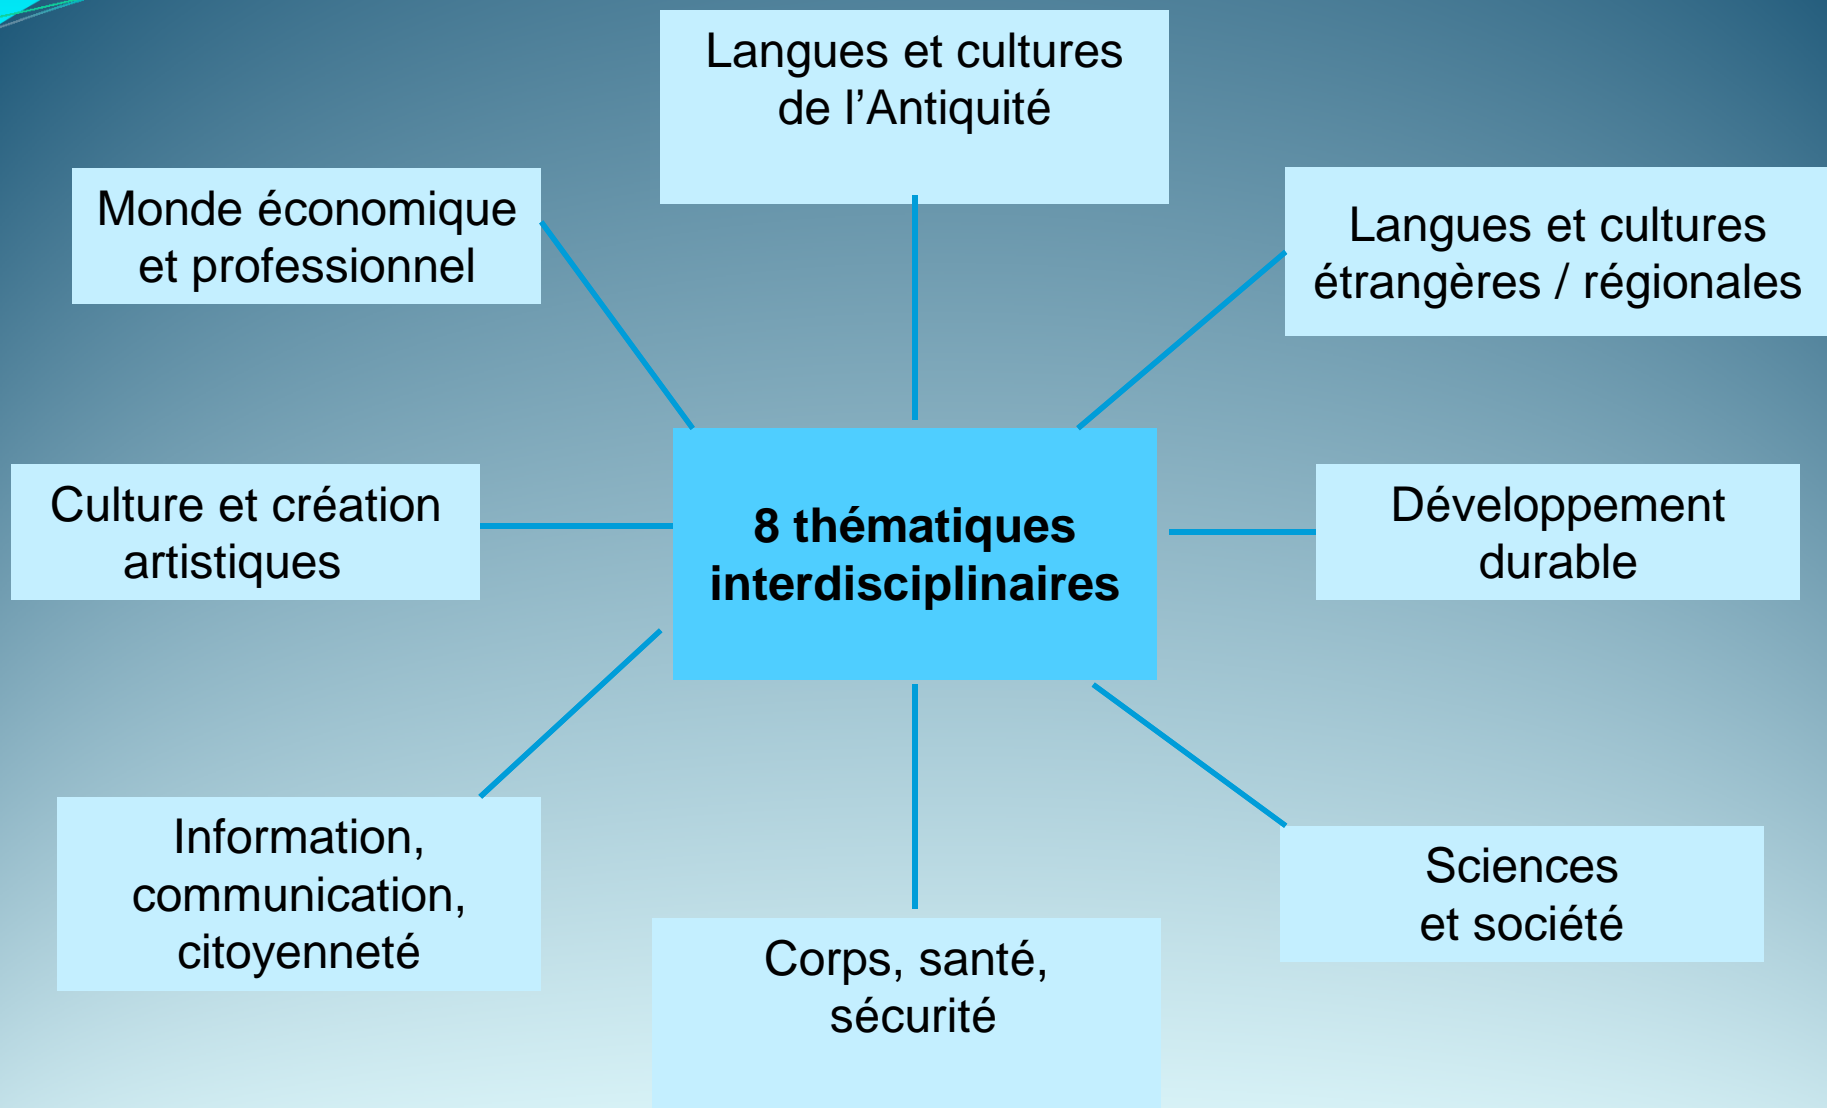 Langues et cultures
de l’Antiquité
Monde économique
et professionnel
Langues et cultures
étrangères / régionales
Culture et création
artistiques
8 thématiques
interdisciplinaires
Développement
durable
Information,
communication,
citoyenneté
Corps, santé,
sécurité
Sciences
et société